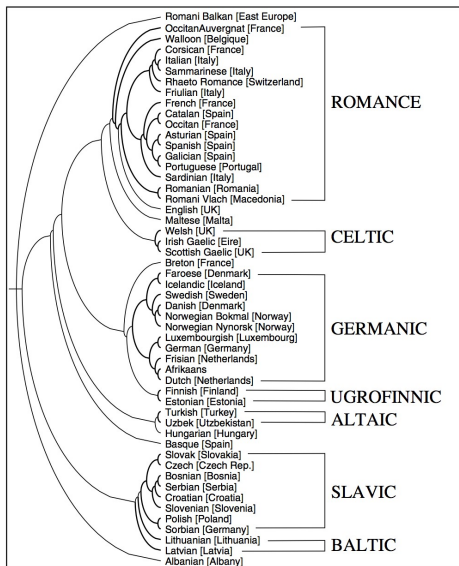 Romani Balkan [East Europe]
OccitanAuvergnat [France]
Walloon [Belgique]
Corsican [France]
Italian [Italy]
Sammarinese [Italy]
Rhaeto Romance [Switzerland]
Friulian [Italy]
French [France]
Catalan [Spain]
Occitan [France]
Asturian [Spain]
Spanish [Spain]
Galician [Spain]
Portuguese [Portugal]
Sardinian [Italy]
Romanian [Romania]
Romani Vlach [Macedonia]
English [UK]
Maltese [Malta]
Welsh [UK]
Irish Gaelic [Eire]
Scottish Gaelic [UK]
Breton [France]
Faroese [Denmark]
Icelandic [Iceland]
Swedish [Sweden]
Danish [Denmark]
Norwegian Bokmal [Norway]
Norwegian Nynorsk [Norway]
Luxembourgish [Luxembourg]
German [Germany]
Frisian [Netherlands]
Afrikaans
Dutch [Netherlands]
Finnish [Finland]
Estonian [Estonia]
Turkish [Turkey]
Uzbek [Utzbekistan]
Hungarian [Hungary]
Basque [Spain]
Slovak [Slovakia]
Czech [Czech Rep.]
Bosnian [Bosnia]
Serbian [Serbia]
Croatian [Croatia]
Slovenian [Slovenia]
Polish [Poland]
Sorbian [Germany]
Lithuanian [Lithuania]
Latvian [Latvia]
Albanian [Albany]
ROMANCE
CELTIC
GERMANIC
UGROFINNIC
ALTAIC
SLAVIC
BALTIC